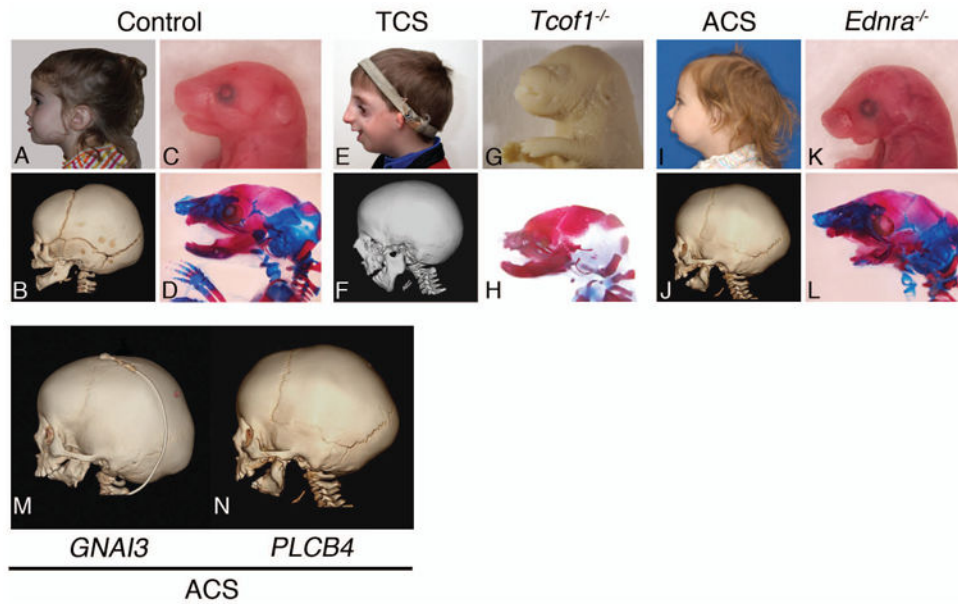 Control TCS Tcof1-/- ACS Ednra-/-
A C E G I K
B D F H J L
M N
GNAI3 PLCB4
ACS